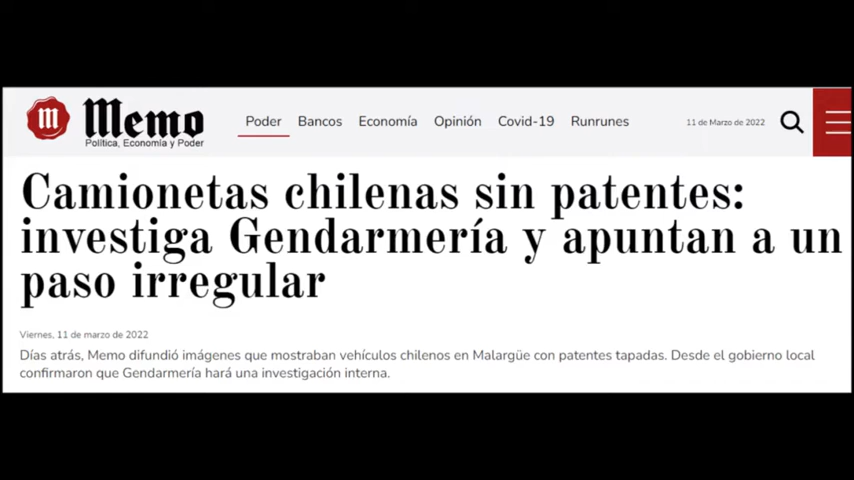 M Memo
Política, Economía y Poder
Poder Bancos Economía Opinión Covid-19 Runrunes
11 de Marzo de 2022
Camionetas chilenas sin patentes:
investiga Gendarmería y apuntan a un
paso irregular
Viernes, 11 de marzo de 2022
Días atrás, Memo difundió imágenes que mostraban vehículos chilenos en Malargüe con patentes tapadas. Desde el gobierno local
confirmaron que Gendarmería hará una investigación interna.